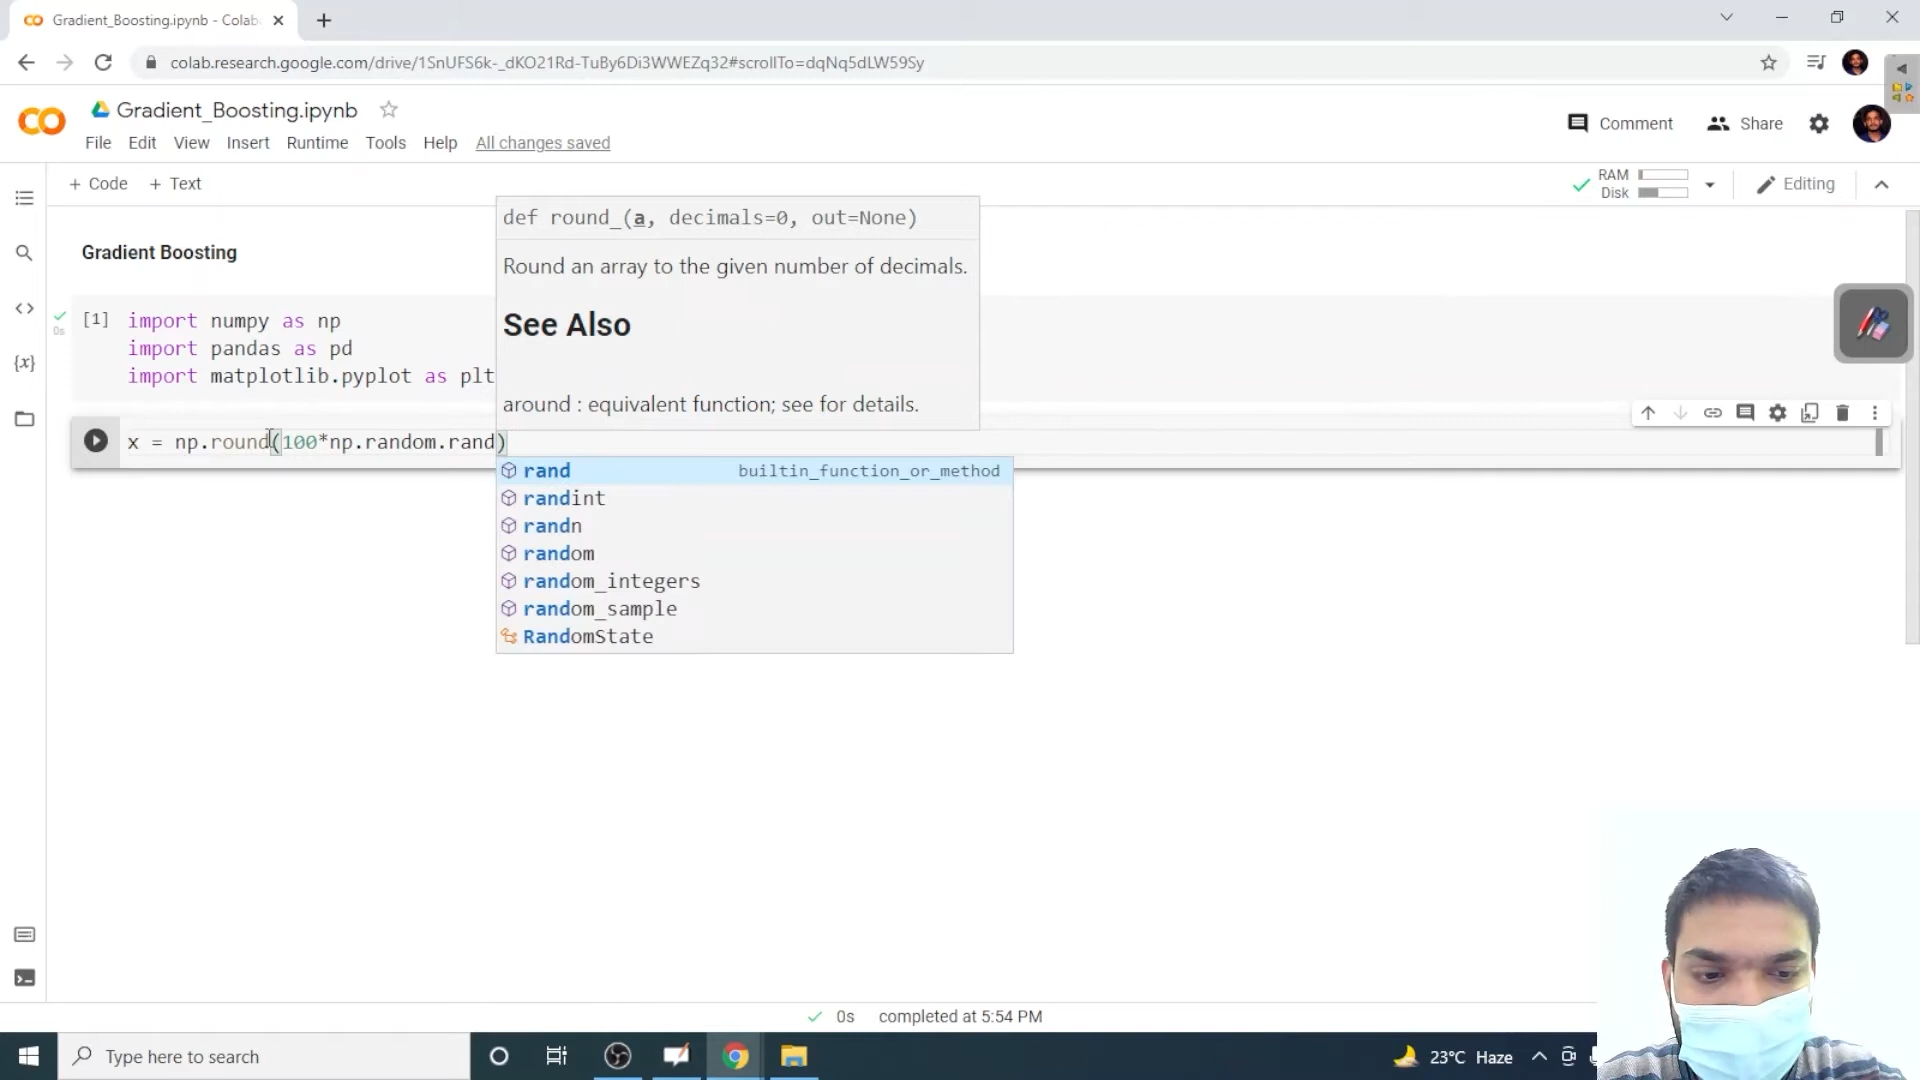 Gradient_Boosting.ipynb - Colab
colab.research.google.com/drive/1SnUFS6k-_dKO21Rd-TuBy6Di3WWEZq32#scrollTo=dqNq5dLW59Sy
Gradient_Boosting.ipynb
Comment
Share
File Edit View Insert Runtime Tools Help All changes saved
+ Code + Text
RAM
Disk
Editing
def round_(a, decimals=0, out=None)
Gradient Boosting
Round an array to the given number of decimals.
See Also
[1] import numpy as np
0s
import pandas as pd
{x}
import matplotlib.pyplot as plt
around : equivalent function; see for details.
x = np.round(100*np.random.rand)
rand builtin_function_or_method
randint
randn
random
random_integers
random_sample
RandomState
0s completed at 5:54 PM
Type here to search
23°C Haze